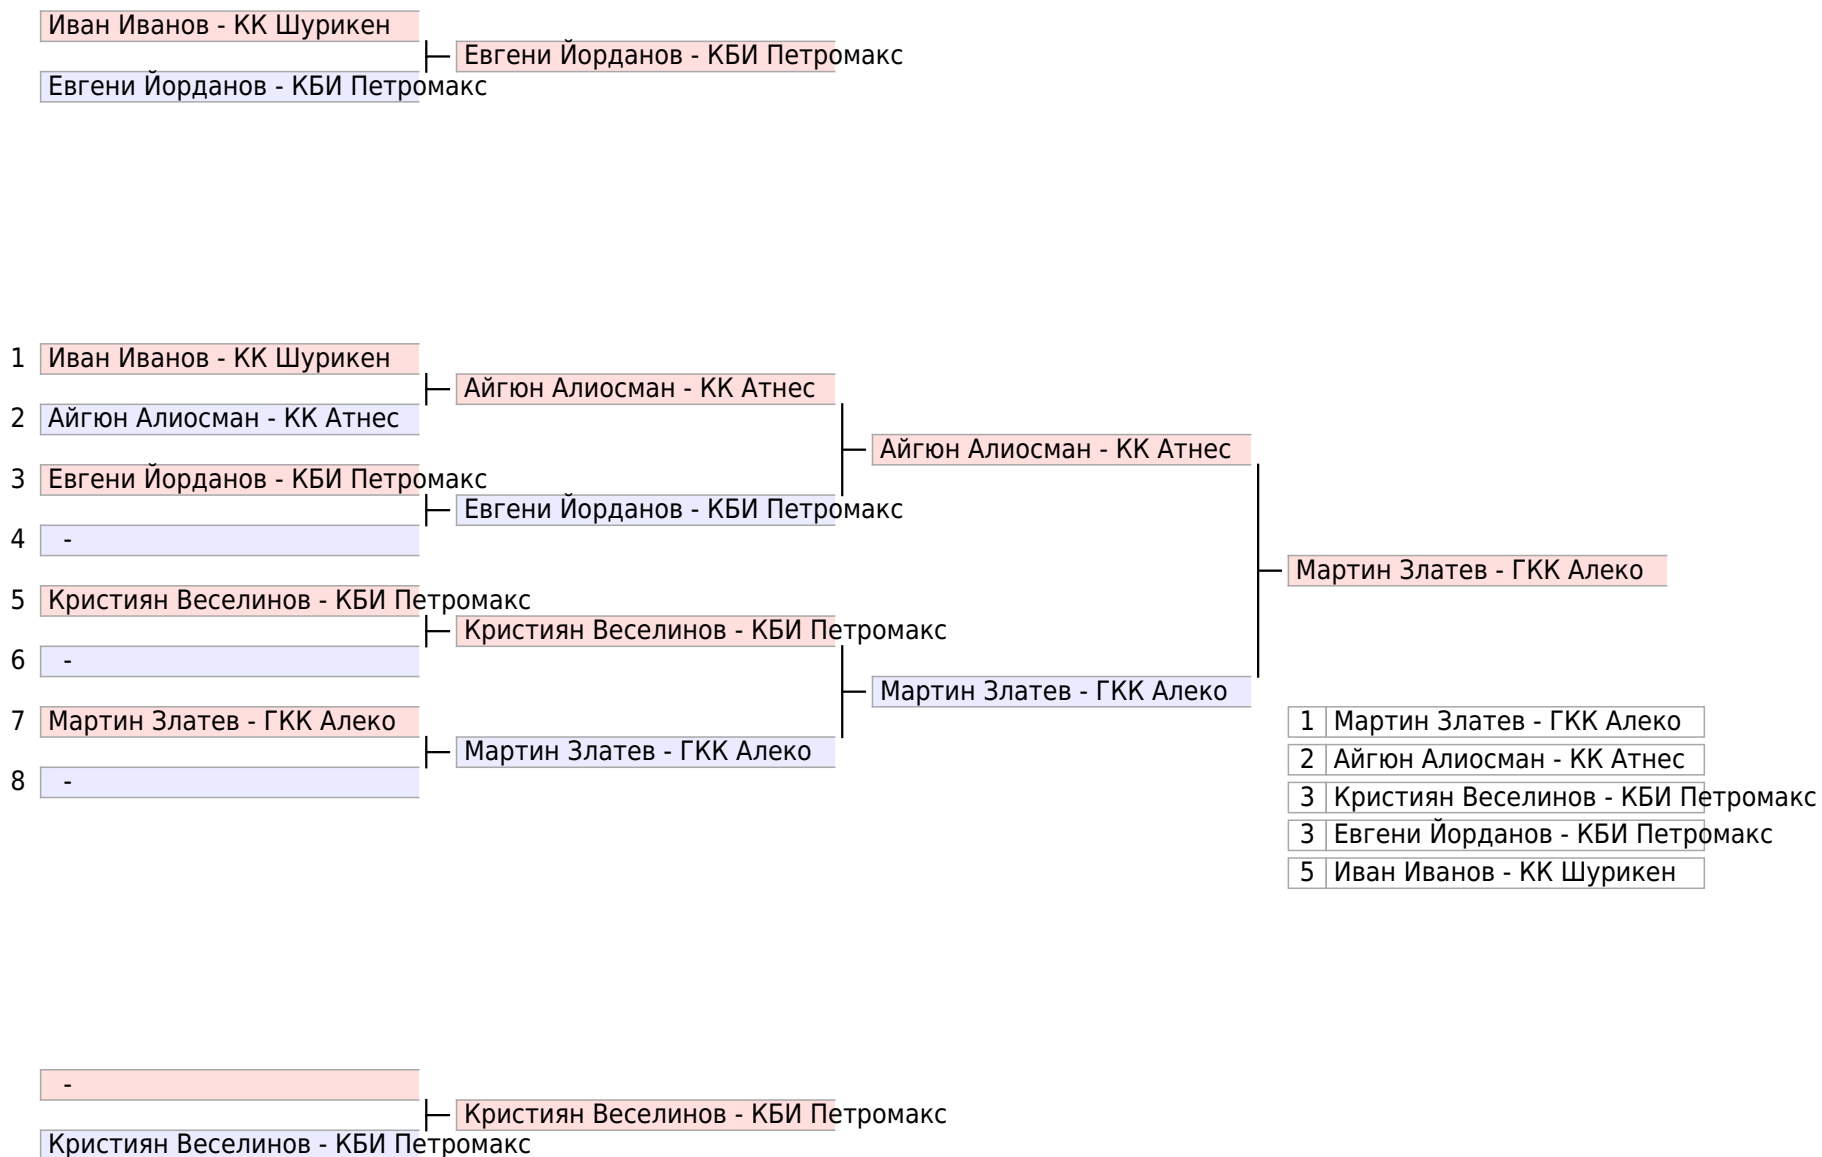 Иван Иванов - КК Шурикен
Евгени Йорданов - КБИ Петромакс
Евгени Йорданов - КБИ Петромакс
1 Иван Иванов - КК Шурикен
Айгюн Алиосман - КК Атнес
2 Айгюн Алиосман - КК Атнес
Айгюн Алиосман - КК Атнес
3 Евгени Йорданов - КБИ Петромакс
Евгени Йорданов - КБИ Петромакс
4 -
Мартин Златев - ГКК Алеко
5 Кристиян Веселинов - КБИ Петромакс
Кристиян Веселинов - КБИ Петромакс
6 -
Мартин Златев - ГКК Алеко
7 Мартин Златев - ГКК Алеко
Мартин Златев - ГКК Алеко
8 -
1 Мартин Златев - ГКК Алеко
2 Айгюн Алиосман - КК Атнес
3 Кристиян Веселинов - КБИ Петромакс
3 Евгени Йорданов - КБИ Петромакс
5 Иван Иванов - КК Шурикен
-
Кристиян Веселинов - КБИ Петромакс
Кристиян Веселинов - КБИ Петромакс